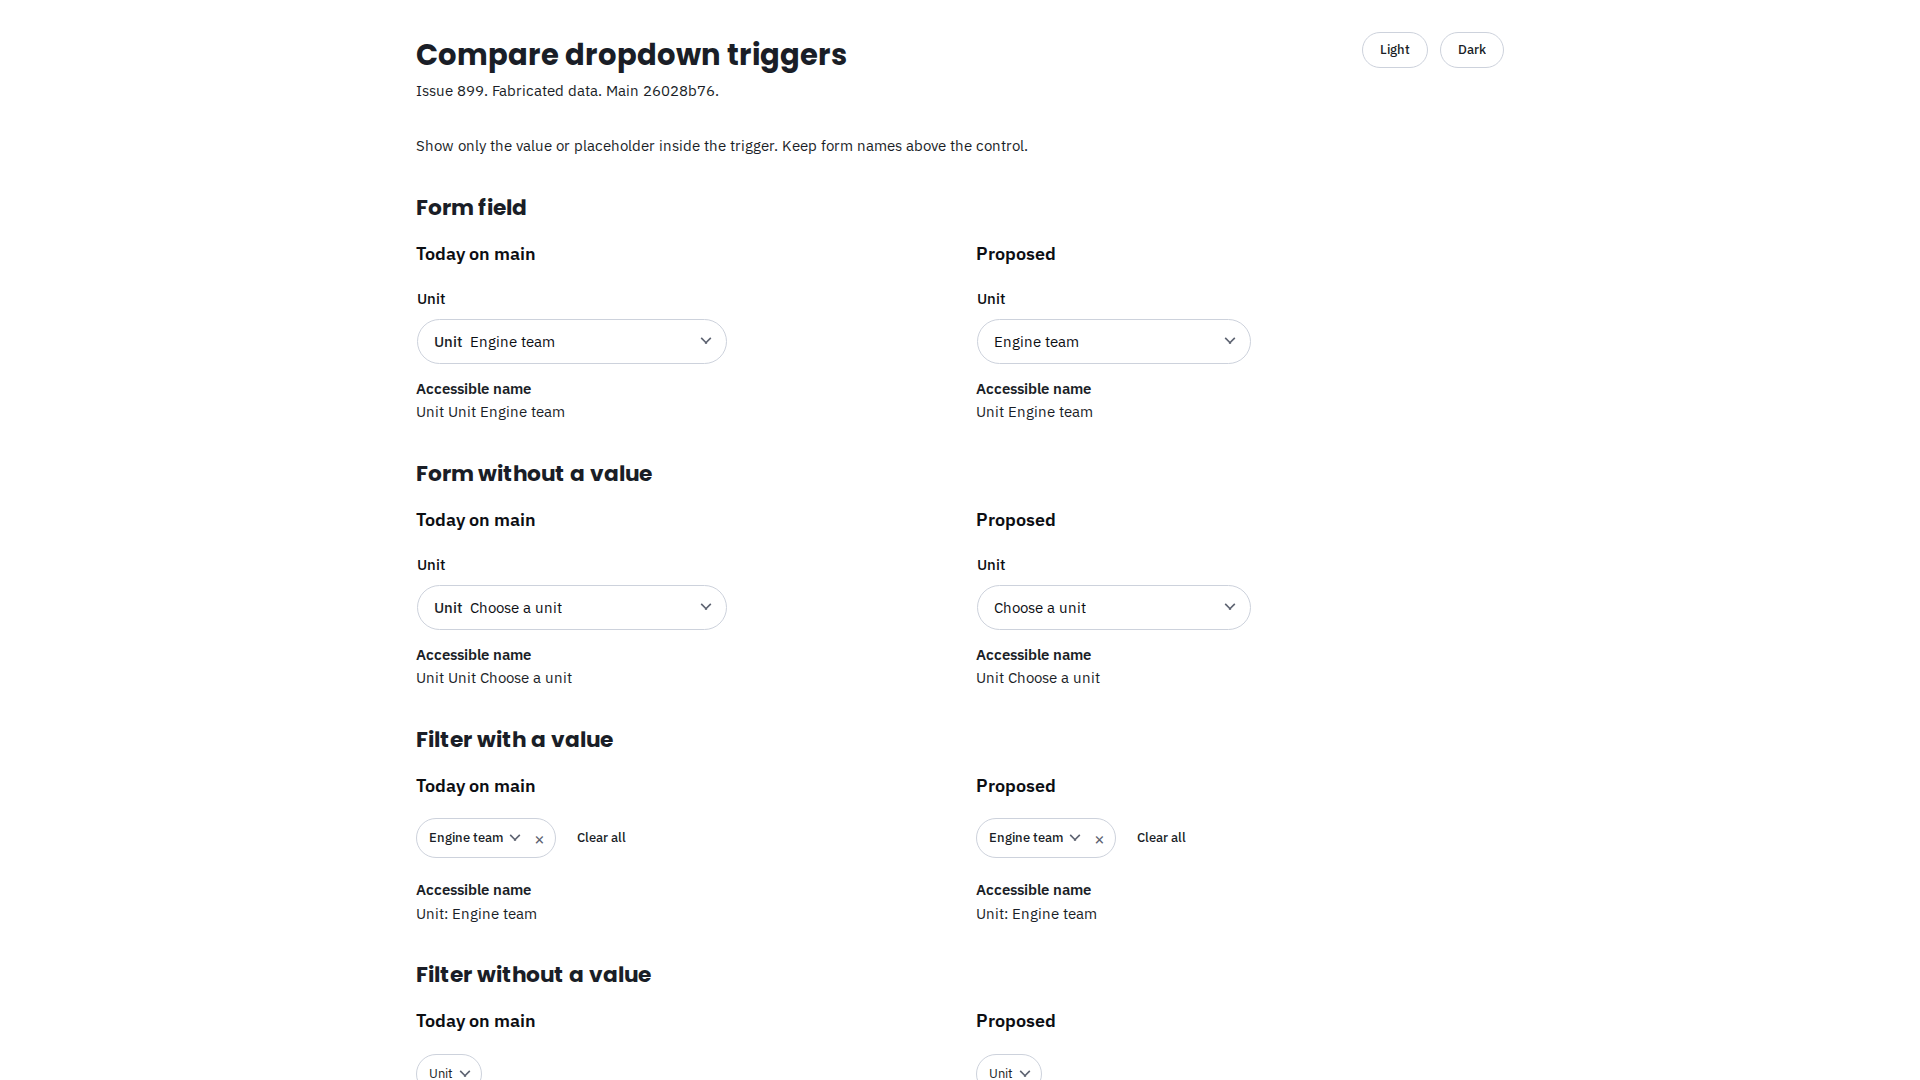 Compare dropdown triggers
Light
Dark
Issue 899. Fabricated data. Main 26028b76.
Show only the value or placeholder inside the trigger. Keep form names above the control.
Form field
Today on main
Proposed
Unit
Unit
Unit Engine team
Engine team
Accessible name
Accessible name
Unit Unit Engine team
Unit Engine team
Form without a value
Today on main
Proposed
Unit
Unit
Unit Choose a unit
Choose a unit
Accessible name
Accessible name
Unit Unit Choose a unit
Unit Choose a unit
Filter with a value
Today on main
Proposed
Engine team × Clear all
Engine team × Clear all
Accessible name
Accessible name
Unit: Engine team
Unit: Engine team
Filter without a value
Today on main
Proposed
Unit
Unit